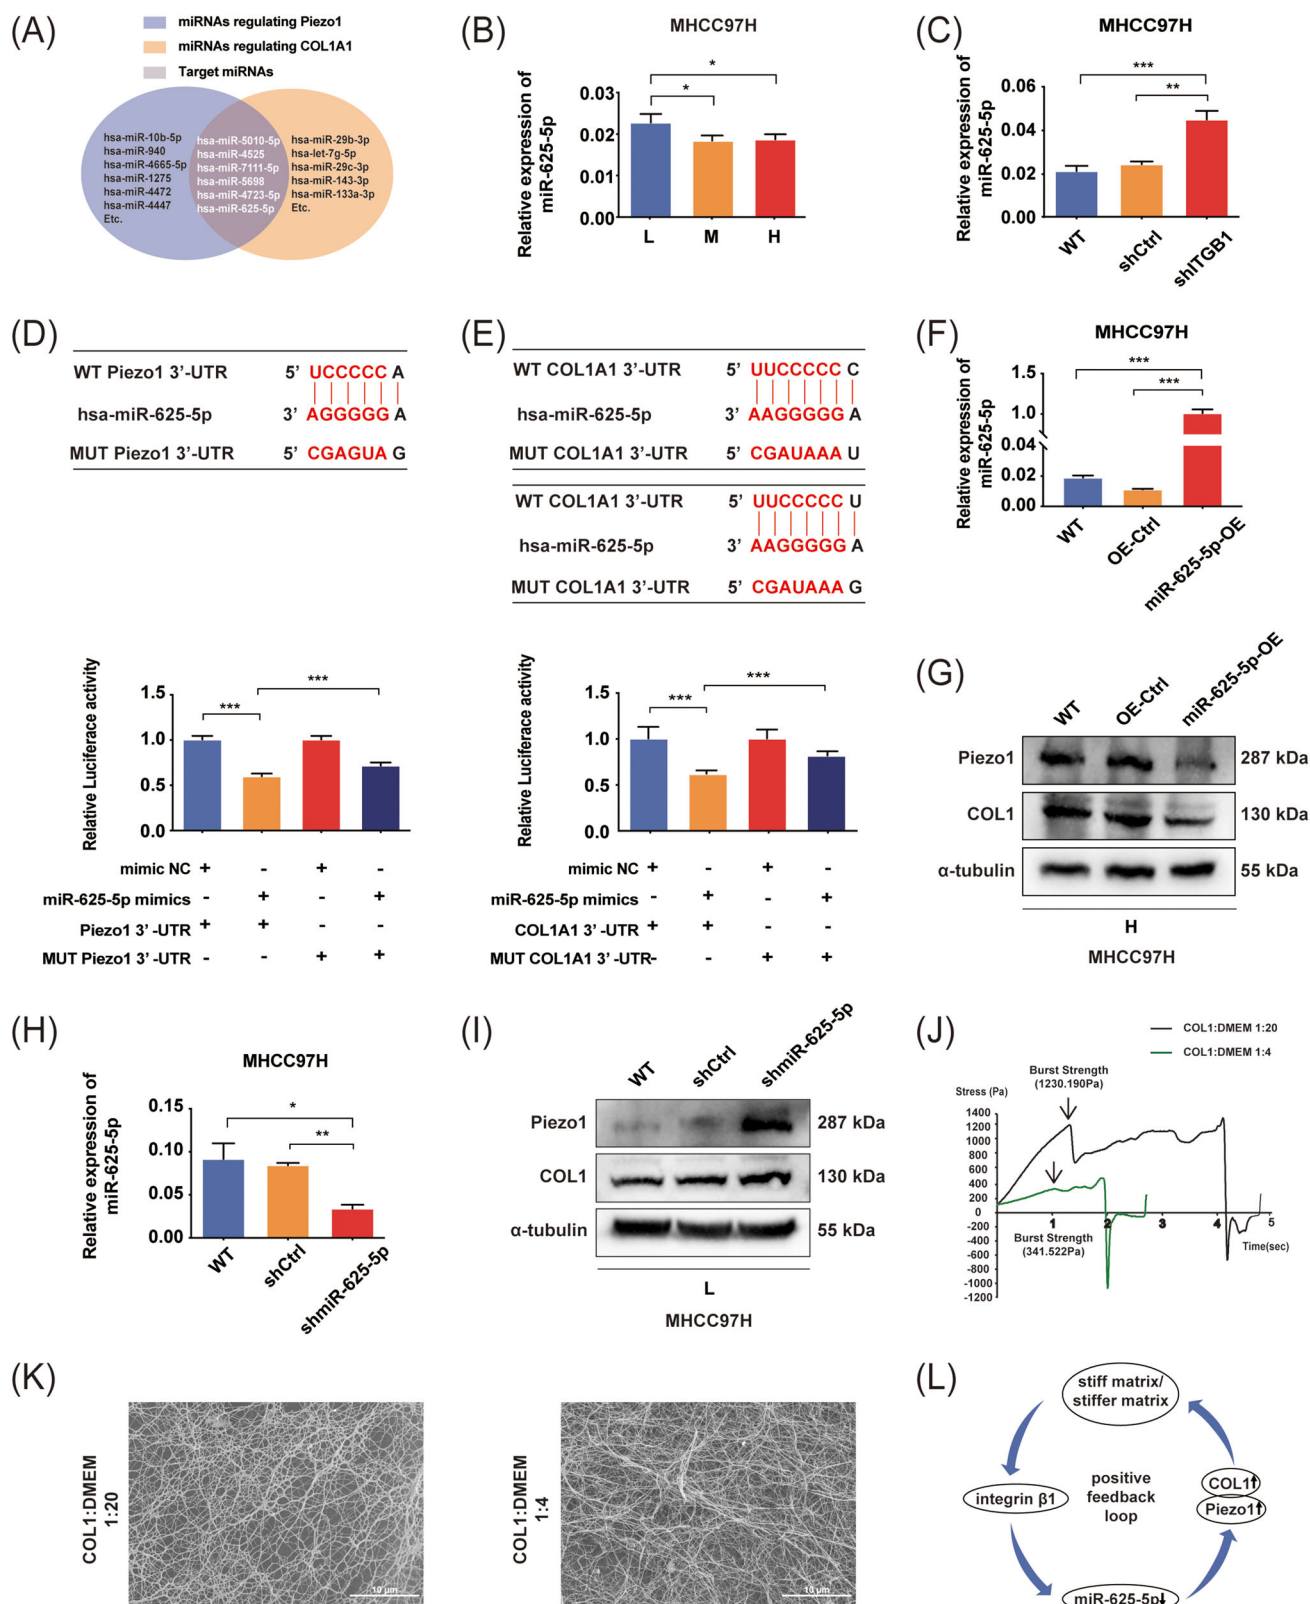 (A)
miRNAs regulating Piezo1
miRNAs regulating COL1A1
Target miRNAs
hsa-miR-10b-5p
hsa-miR-940
hsa-miR-4665-5p
hsa-miR-1275
hsa-miR-4472
hsa-miR-4447
Etc.
hsa-miR-5010-5p
hsa-miR-4525
hsa-miR-7111-5p
hsa-miR-5698
hsa-miR-4723-5p
hsa-miR-625-5p
hsa-miR-29b-3p
hsa-let-7g-5p
hsa-miR-29c-3p
hsa-miR-143-3p
hsa-miR-133a-3p
Etc.
(B)
MHCC97H
Relative expression of
miR-625-5p
0.03
0.02
0.01
0.00
*
*
L M H
(C)
MHCC97H
Relative expression of
miR-625-5p
0.06
0.04
0.02
0.00
***
**
WT
shCtrl
shITGB1
(D)
WT Piezo1 3’-UTR 5’ UCCCCC A
hsa-miR-625-5p 3’ AGGGGG A
MUT Piezo1 3’-UTR 5’ CGAGUA G
Relative Luciferace activity
1.5
1.0
0.5
0.0
***
***
mimic NC + - + -
miR-625-5p mimics - + - +
Piezo1 3’-UTR + + - -
MUT Piezo1 3’-UTR - - + +
(E)
WT COL1A1 3’-UTR 5’ UUCCCCC C
hsa-miR-625-5p 3’ AAGGGGG A
MUT COL1A1 3’-UTR 5’ CGAUAAA U
WT COL1A1 3’-UTR 5’ UUCCCCC U
hsa-miR-625-5p 3’ AAGGGGG A
MUT COL1A1 3’-UTR 5’ CGAUAAA G
Relative Luciferace activity
1.5
1.0
0.5
0.0
***
***
mimic NC + - + -
miR-625-5p mimics - + - +
COL1A1 3’-UTR + + - -
MUT COL1A1 3’-UTR - - + +
(F)
MHCC97H
Relative expression of
miR-625-5p
1.5
1.0
0.04
0.02
0.00
***
***
WT
OE-Ctrl
miR-625-5p-OE
(G)
WT
OE-Ctrl
miR-625-5p-OE
Piezo1 287 kDa
COL1 130 kDa
α-tubulin 55 kDa
H
MHCC97H
(H)
MHCC97H
Relative expression of
miR-625-5p
0.15
0.10
0.05
0.00
*
**
WT
shCtrl
shmiR-625-5p
(I)
WT
shCtrl
shmiR-625-5p
Piezo1 287 kDa
COL1 130 kDa
α-tubulin 55 kDa
L
MHCC97H
(J)
COL1:DMEM 1:20
COL1:DMEM 1:4
Burst Strength
(1230.190Pa)
Stress (Pa)
1400
1200
1000
800
600
400
200
0
-200
-400
-600
-800
-1000
-1200
1 2 3 4 5
Burst Strength
(341.522Pa)
Time(sec)
(K)
COL1:DMEM
1:20
10 μm
COL1:DMEM
1:4
10 μm
(L)
stiff matrix/
stiffer matrix
integrin β1
positive
feedback
loop
COL1↑
Piezo1↑
miR-625-5p↓